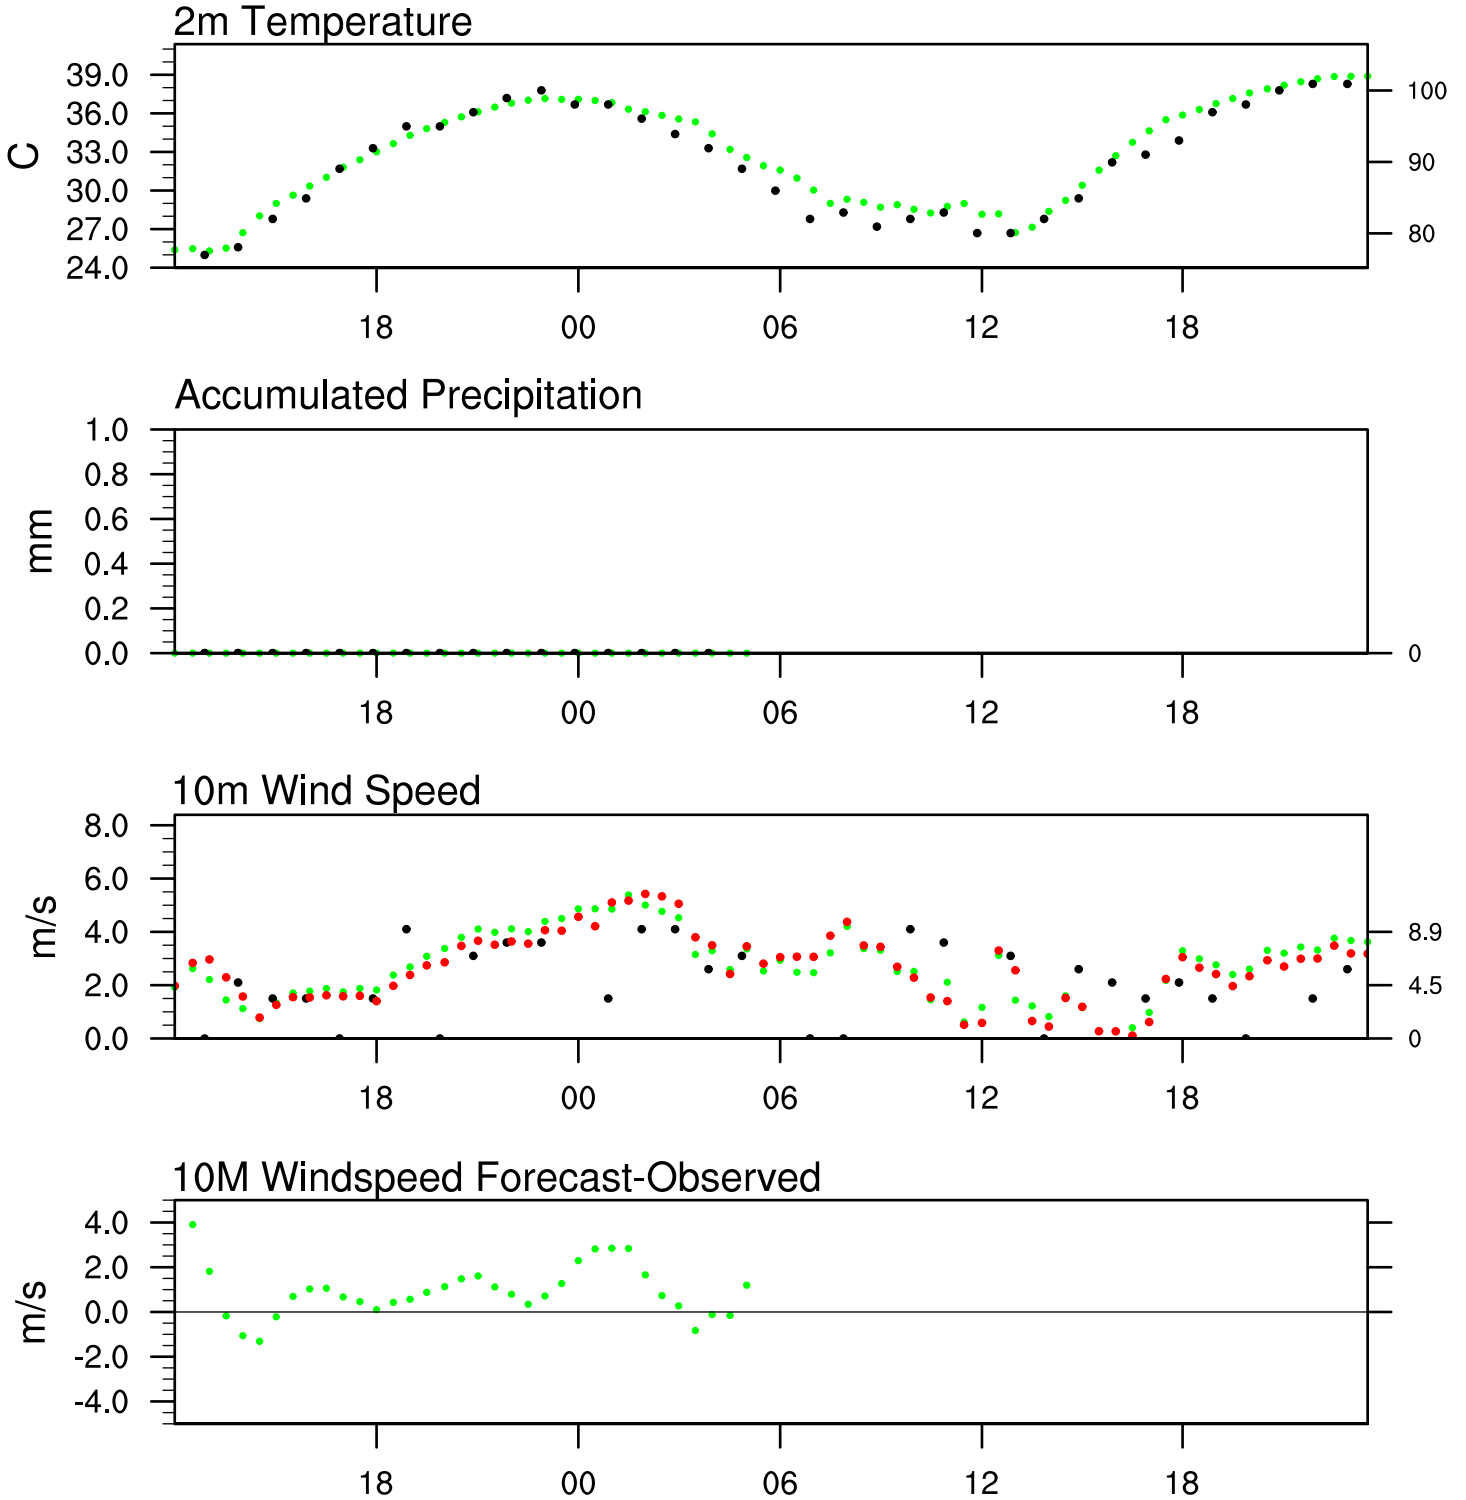 2m Temperature
39.0
36.0
33.0
30.0
27.0
24.0
C
100
90
80
18 00 06 12 18
Accumulated Precipitation
1.0
0.8
0.6
0.4
0.2
0.0
mm
0
18 00 06 12 18
10m Wind Speed
8.0
6.0
4.0
2.0
0.0
m/s
8.9
4.5
0
18 00 06 12 18
10M Windspeed Forecast-Observed
4.0
2.0
0.0
-2.0
-4.0
m/s
18 00 06 12 18